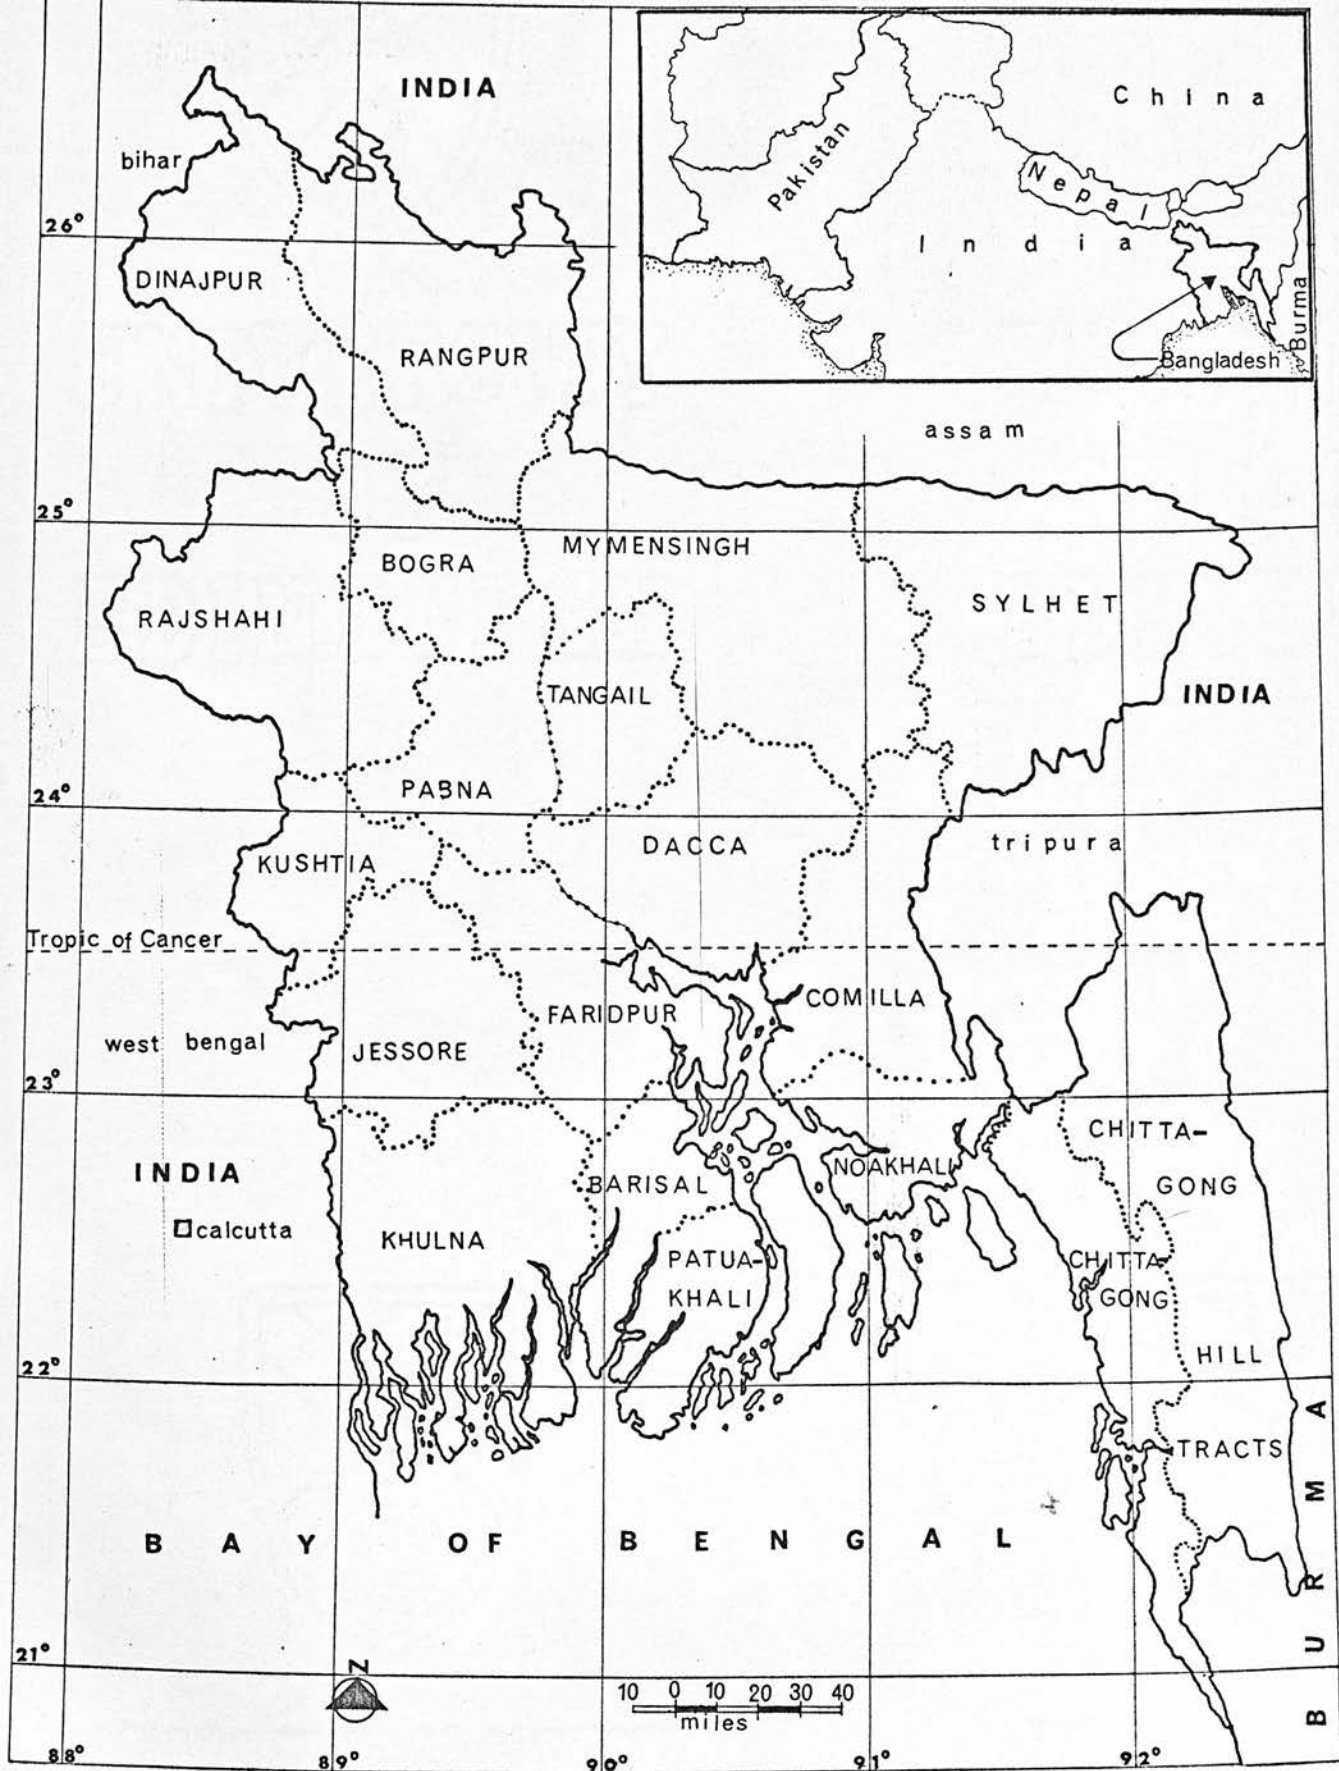 INDIA
China
Pakistan
Nepal
India
Burma
Bangladesh
bihar
26°
DINAJPUR
RANGPUR
assam
25°
BOGRA
MYMENSINGH
RAJSHAHI
SYLHET
TANGAIL
INDIA
PABNA
24°
DACCA
tripura
KUSHTIA
Tropic of Cancer
FARIDPUR
COMILLA
west bengal
JESSORE
23°
CHITTA-
GONG
HILL
TRACTS
INDIA
NOAKHALI
BARISAL
calcutta
KHULNA
PATUA-
KHALI
CHITTA-
GONG
22°
BAY OF BENGAL
BURMA
21°
N
10 0 10 20 30 40
miles
88° 89° 90° 91° 92°